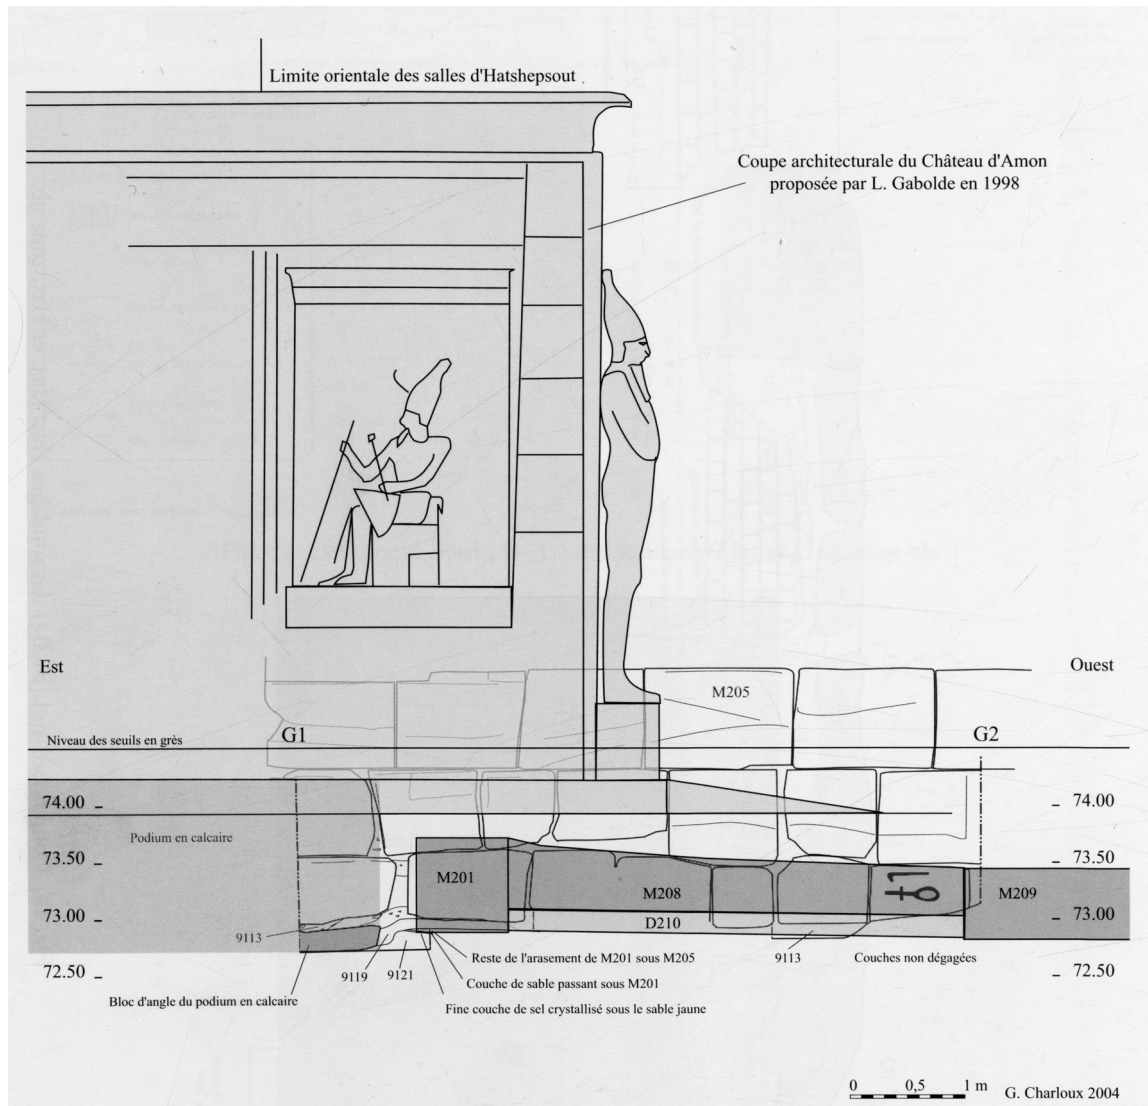 Limite orientale des salles d'Hatshepsout
Coupe architecturale du Château d'Amon
proposée par L. Gabolde en 1998
Est
Ouest
M205
Niveau des seuils en grès
G1
G2
74.00
74.00
Podium en calcaire
73.50
73.50
M201
M208
M209
73.00
73.00
D210
9113
9113
Couches non dégagées
72.50
72.50
9119
9121
Reste de l'arasement de M201 sous M205
Couche de sable passant sous M201
Bloc d'angle du podium en calcaire
Fine couche de sel crystallisé sous le sable jaune
0 0,5 1 m
G. Charloux 2004